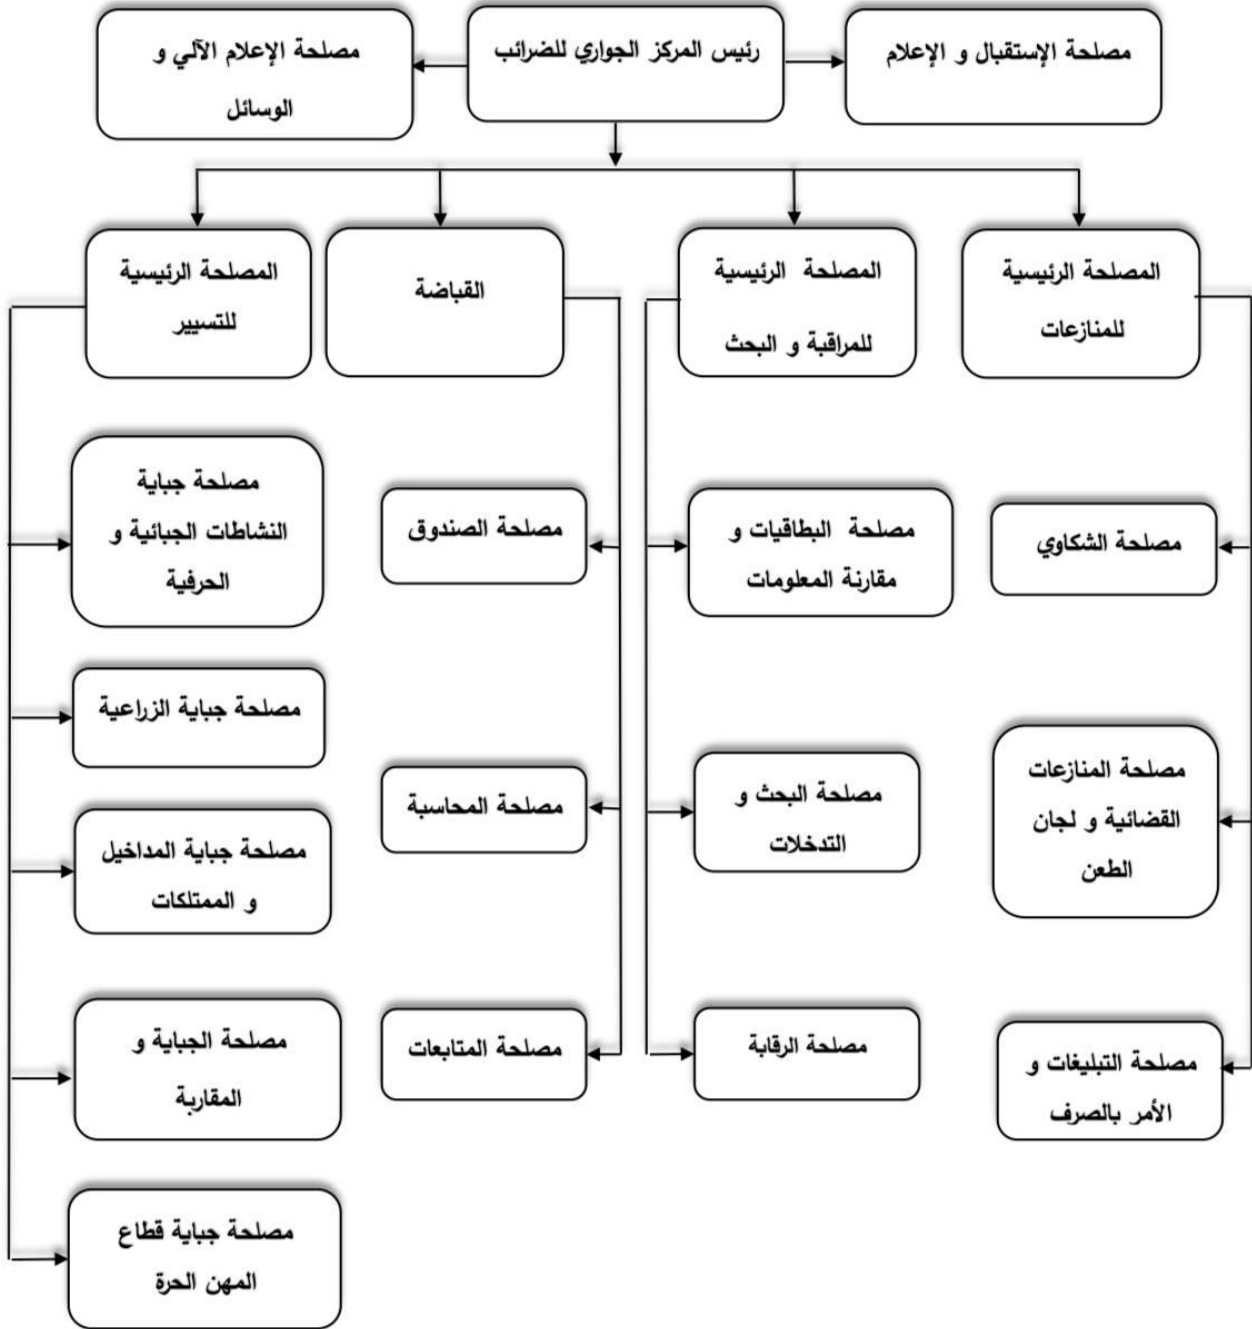 مصلحة الإستقبال و الإعلام
رئيس المركز الجواري للضرائب
مصلحة الإعلام الآلي و
الوسائل
المصلحة الرئيسية
للمنازعات
المصلحة الرئيسية
للمراقبة و البحث
القباضة
المصلحة الرئيسية
للتسيير
مصلحة الشكاوي
مصلحة المنازعات
القضائية و لجان
الطعن
مصلحة التبليغات و
الأمر بالصرف
مصلحة البطاقيات و
مقارنة المعلومات
مصلحة البحث و
التدخلات
مصلحة الرقابة
مصلحة الصندوق
مصلحة المحاسبة
مصلحة المتابعات
مصلحة جباية
النشاطات الجبائية و
الحرفية
مصلحة جباية الزراعية
مصلحة جباية المداخيل
و الممتلكات
مصلحة الجباية و
المقاربة
مصلحة جباية قطاع
المهن الحرة